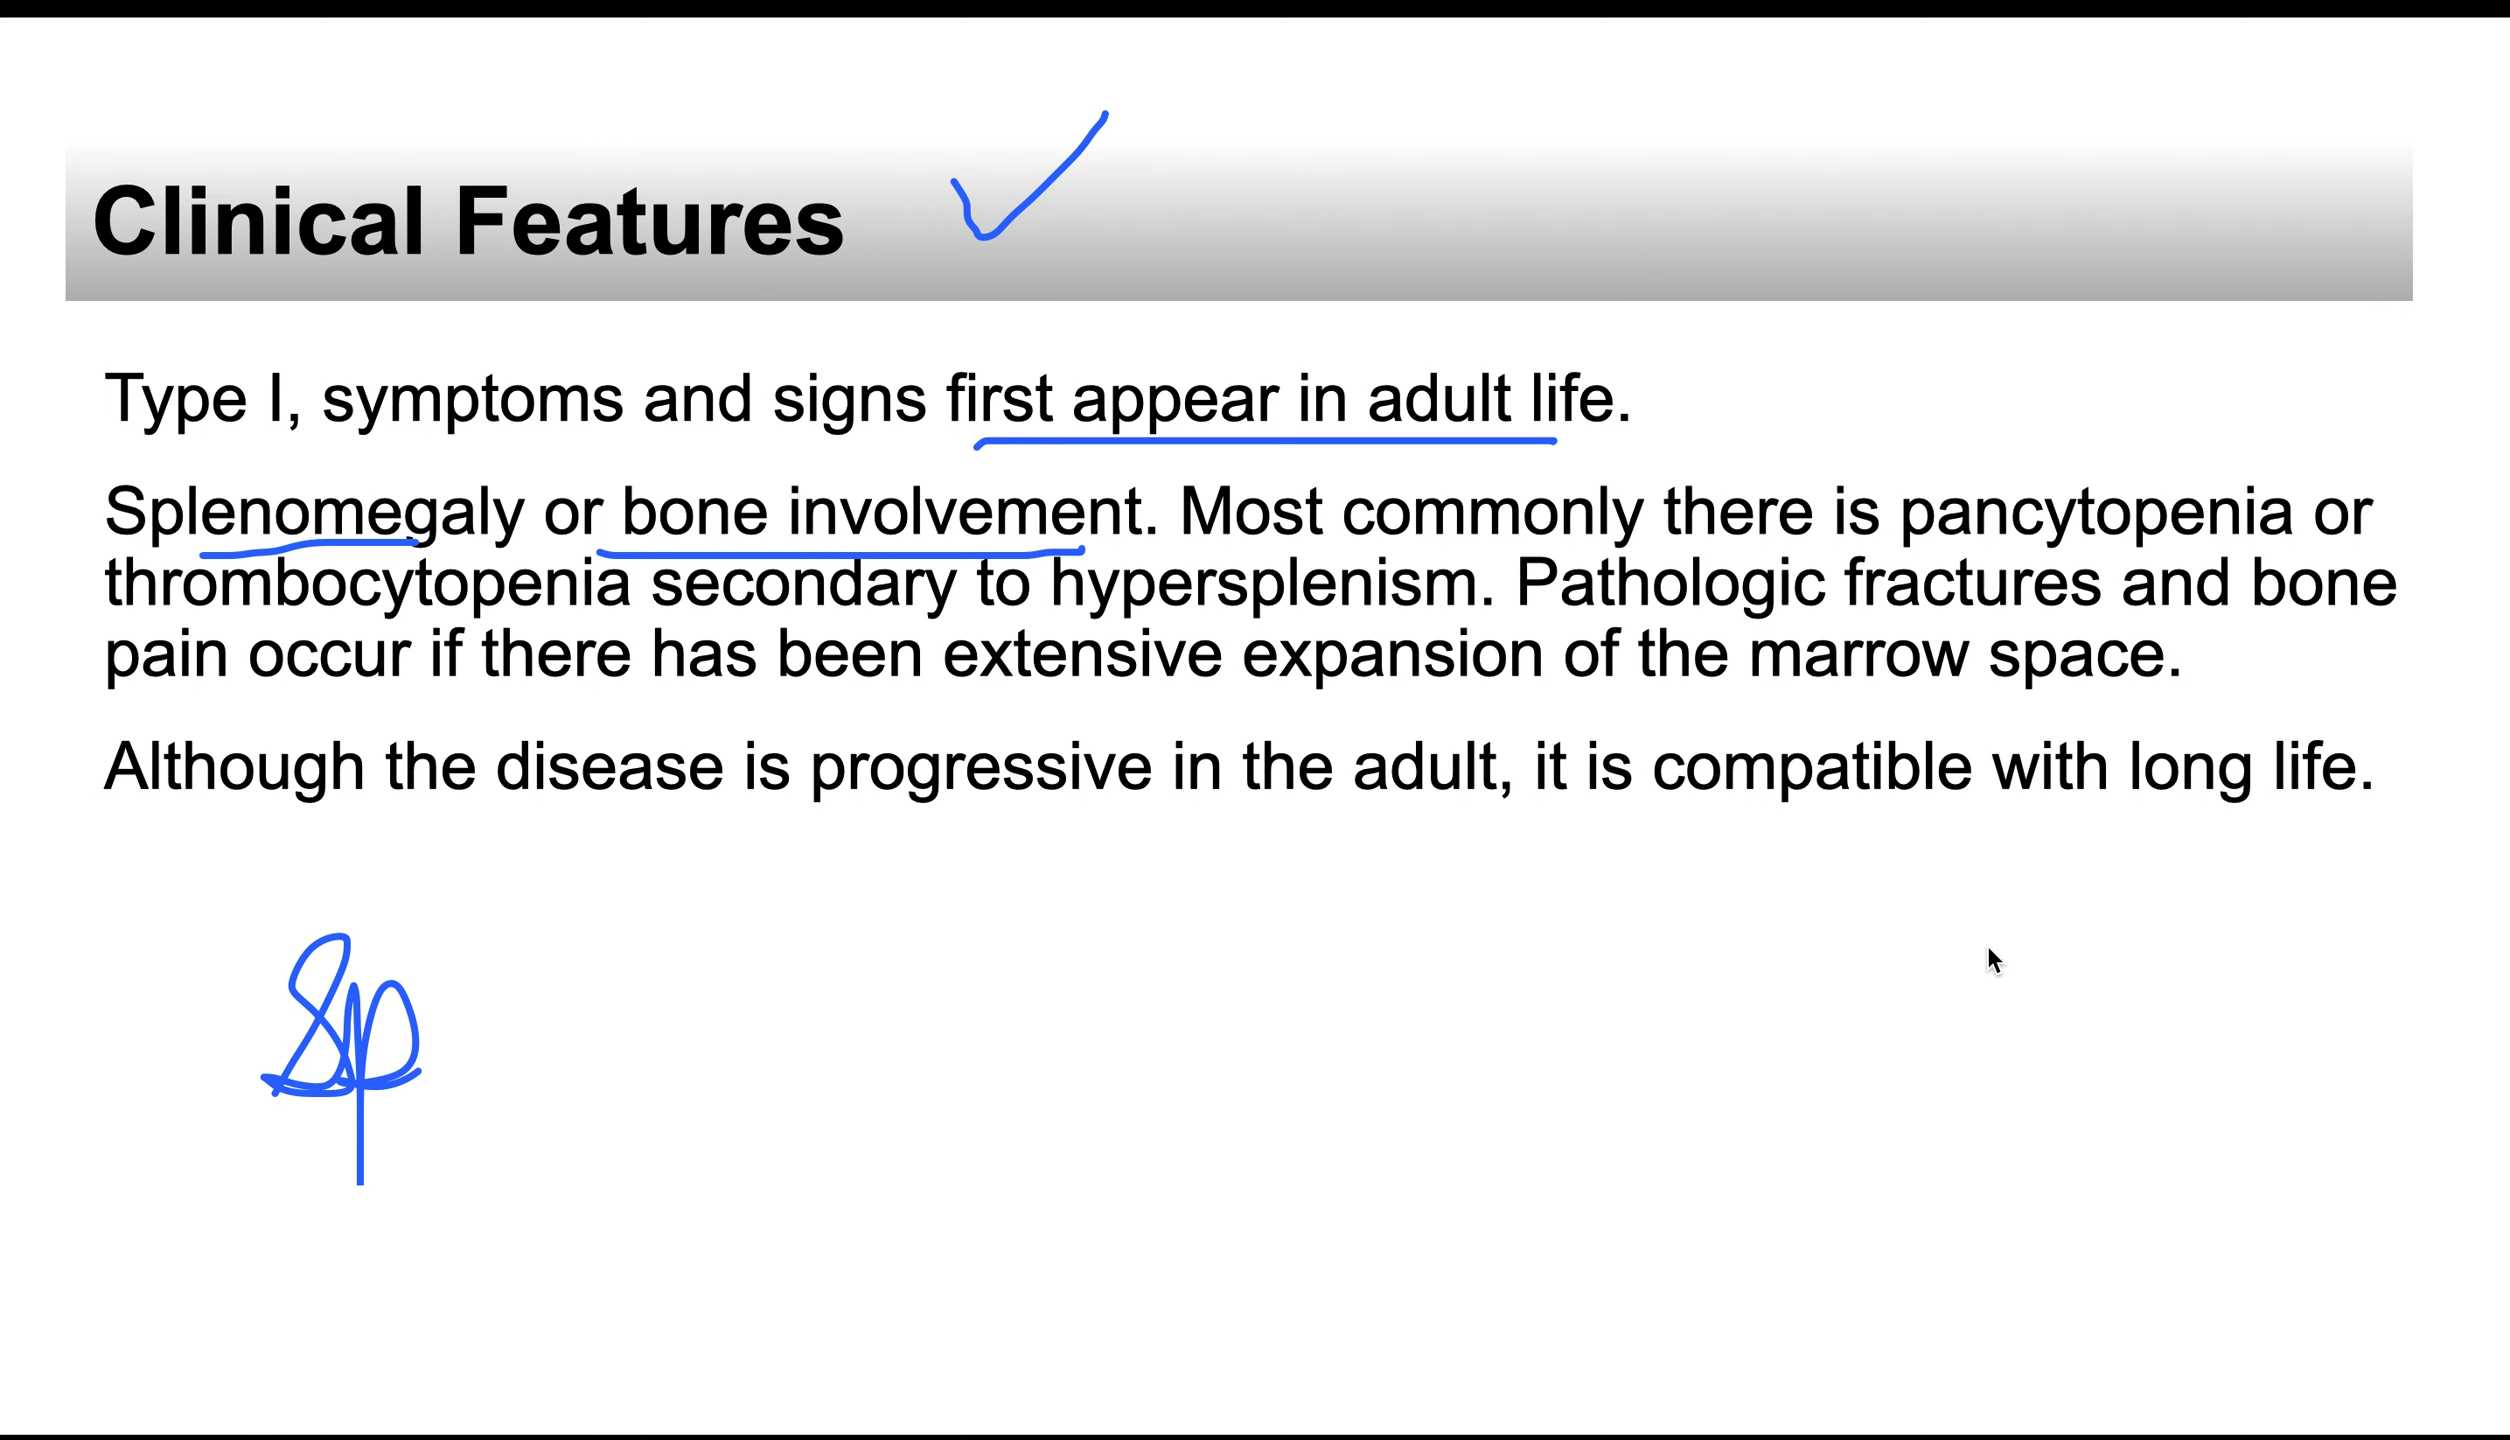 Clinical Features
Type I, symptoms and signs first appear in adult life.
Splenomegaly or bone involvement. Most commonly there is pancytopenia or
thrombocytopenia secondary to hypersplenism. Pathologic fractures and bone
pain occur if there has been extensive expansion of the marrow space.
Although the disease is progressive in the adult, it is compatible with long life.
Sp